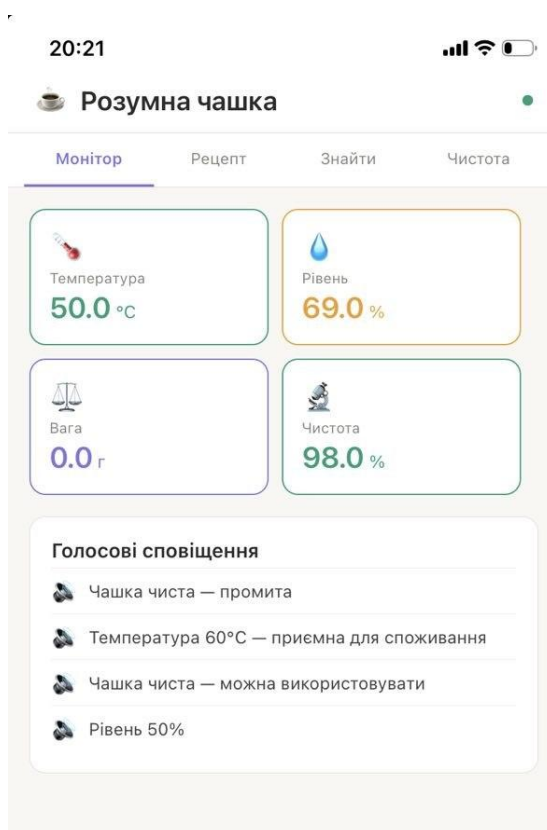 20:21
Розумна чашка
Монітор Рецепт Знайти Чистота
Температура
50.0 °C
Рівень
69.0 %
Вага
0.0 г
Чистота
98.0 %
Голосові сповіщення
Чашка чиста — промита
Температура 60°C — приємна для споживання
Чашка чиста — можна використовувати
Рівень 50%